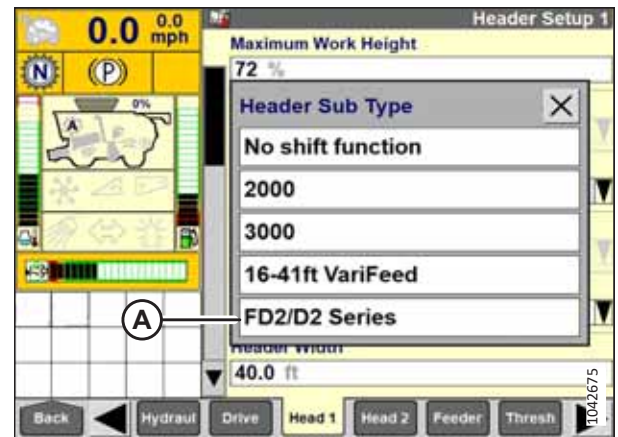 0.0 0.0 mph
Header Setup 1
N (P)
Maximum Work Height
72 %
0%
A
Header Sub Type
No shift function
2000
3000
16-41ft VariFeed
A
FD2/D2 Series
Header Width
40.0 ft
1042675
Back Hydraul Drive Head 1 Head 2 Feeder Thresh